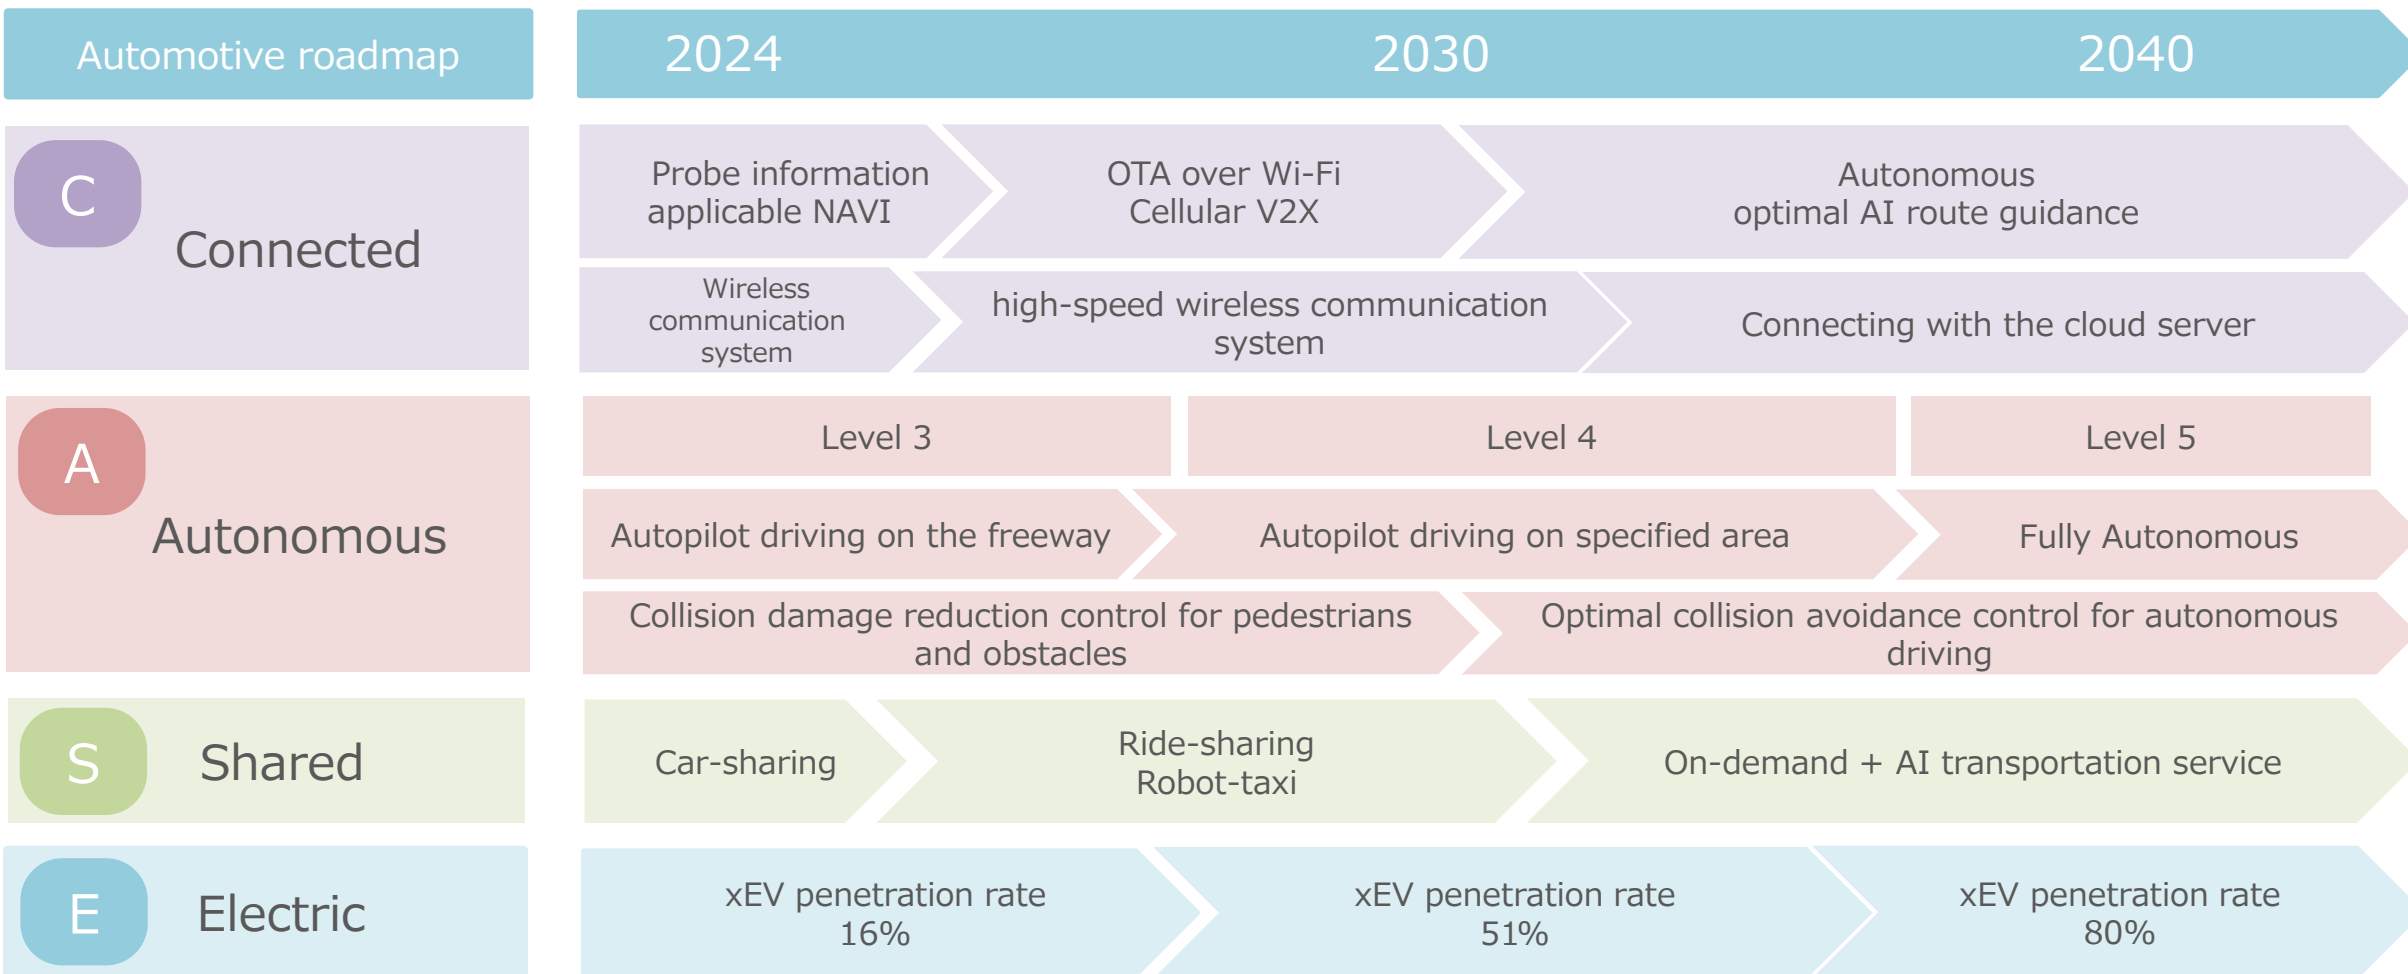 Automotive roadmap
2024
2030
2040
C
Connected
Probe information
applicable NAVI
OTA over Wi-Fi
Cellular V2X
Autonomous
optimal AI route guidance
Wireless
communication
system
high-speed wireless communication
system
Connecting with the cloud server
A
Autonomous
Level 3
Level 4
Level 5
Autopilot driving on the freeway
Autopilot driving on specified area
Fully Autonomous
Collision damage reduction control for pedestrians
and obstacles
Optimal collision avoidance control for autonomous
driving
S
Shared
Car-sharing
Ride-sharing
Robot-taxi
On-demand + AI transportation service
E
Electric
xEV penetration rate
16%
xEV penetration rate
51%
xEV penetration rate
80%